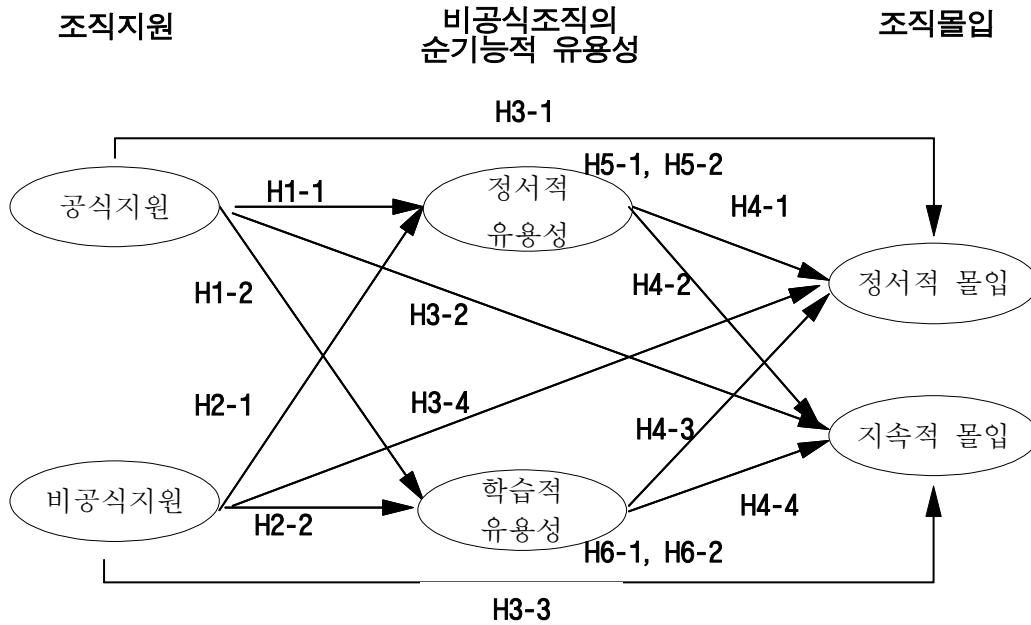 조직지원
비공식조직의
순기능적 유용성
조직몰입
H3-1
H5-1, H5-2
공식지원
H1-1
정서적
유용성
H4-1
H1-2
H3-2
H4-2
정서적 몰입
H2-1
H3-4
H4-3
지속적 몰입
비공식지원
H2-2
학습적
유용성
H4-4
H6-1, H6-2
H3-3